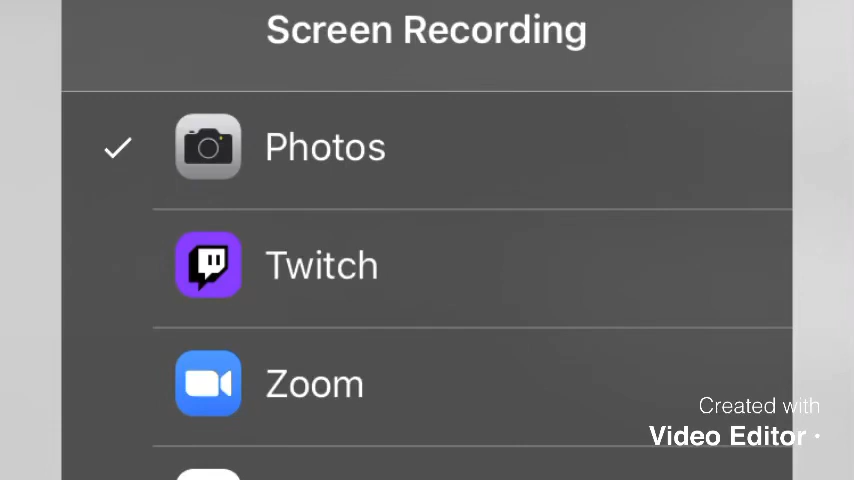 Screen Recording
Photos
Twitch
Zoom
Created with
Video Editor •